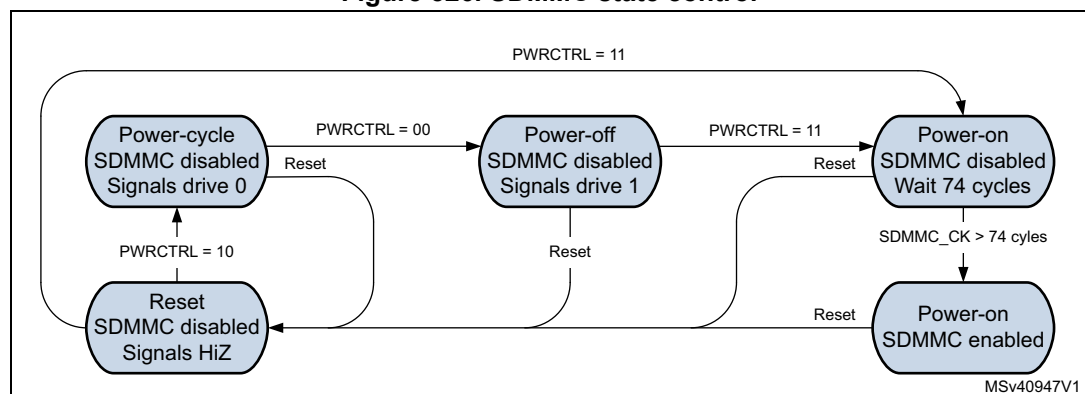 PWRCTRL = 11
Power-cycle
SDMMC disabled
Signals drive 0
PWRCTRL = 00
Reset
Power-off
SDMMC disabled
Signals drive 1
PWRCTRL = 11
Reset
Power-on
SDMMC disabled
Wait 74 cycles
PWRCTRL = 10
Reset
SDMMC_CK > 74 cyles
Reset
SDMMC disabled
Signals HiZ
Reset
Power-on
SDMMC enabled
MSv40947V1